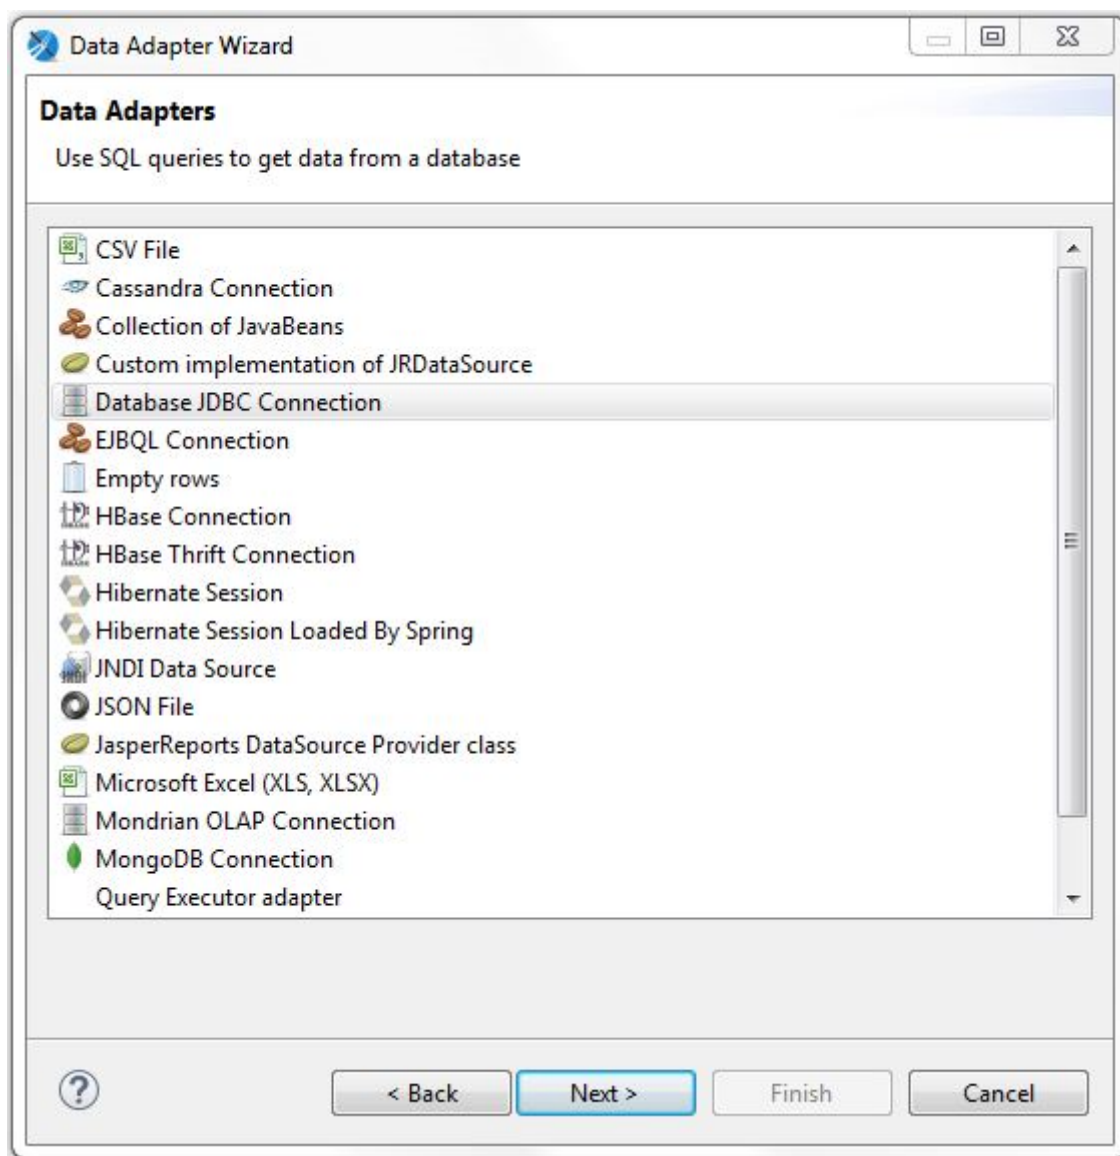 Data Adapter Wizard
Data Adapters
Use SQL queries to get data from a database
CSV File
Cassandra Connection
Collection of JavaBeans
Custom implementation of JRDataSource
Database JDBC Connection
EJBQL Connection
Empty rows
HBase Connection
HBase Thrift Connection
Hibernate Session
Hibernate Session Loaded By Spring
JNDI Data Source
JSON File
JasperReports DataSource Provider class
Microsoft Excel (XLS, XLSX)
Mondrian OLAP Connection
MongoDB Connection
Query Executor adapter
? < Back Next > Finish Cancel